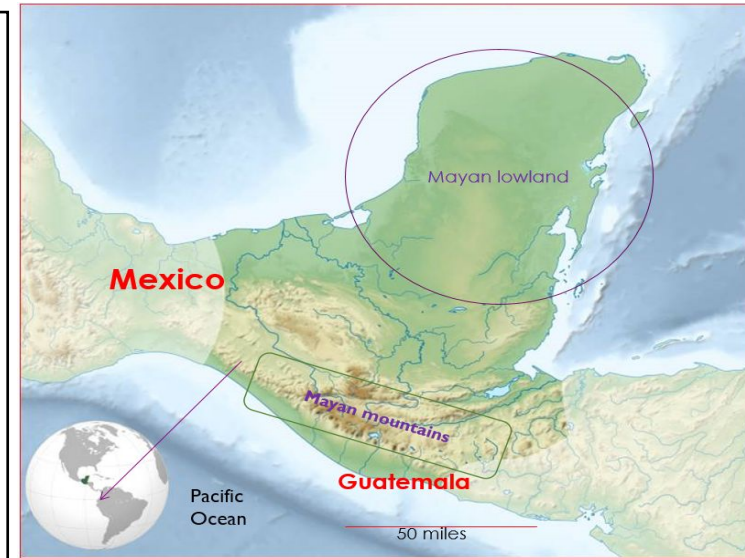 Mayan lowland
Mexico
Mayan mountains
Guatemala
Pacific
Ocean
50 miles